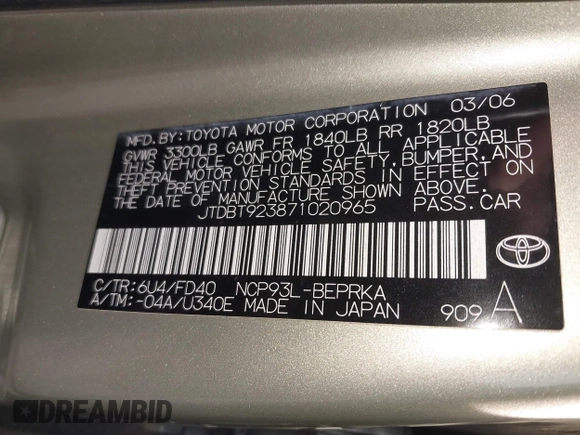 MFD. BY: TOYOTA MOTOR CORPORATION 03/06
GVWR 3300LB GAWR FR 1840LB RR 1820LB
THIS VEHICLE CONFORMS TO ALL APPLICABLE
FEDERAL MOTOR VEHICLE SAFETY, BUMPER, AND
THEFT PREVENTION STANDARDS IN EFFECT ON
THE DATE OF MANUFACTURE SHOWN ABOVE.
JTDBT923871020965 PASS. CAR
C/TR: 6U4/FD40 NCP93L-BEPRKA
A/TM: -04A/U340E MADE IN JAPAN 909 A
DREAMBID